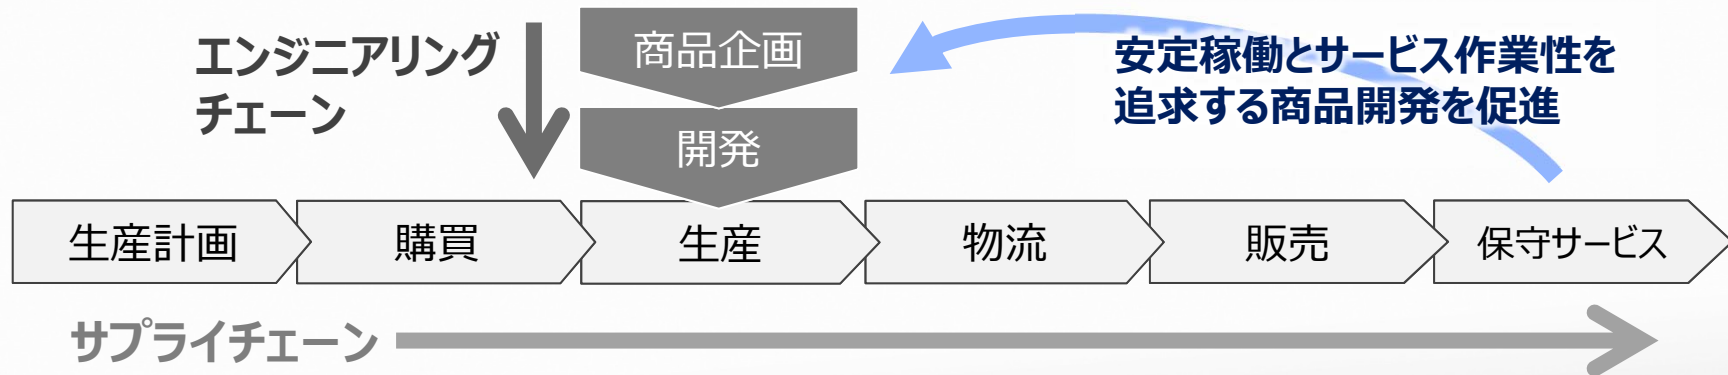 エンジニアリング
チェーン
商品企画
開発
安定稼働とサービス作業性を
追求する商品開発を促進
生産計画
購買
生産
物流
販売
保守サービス
サプライチェーン